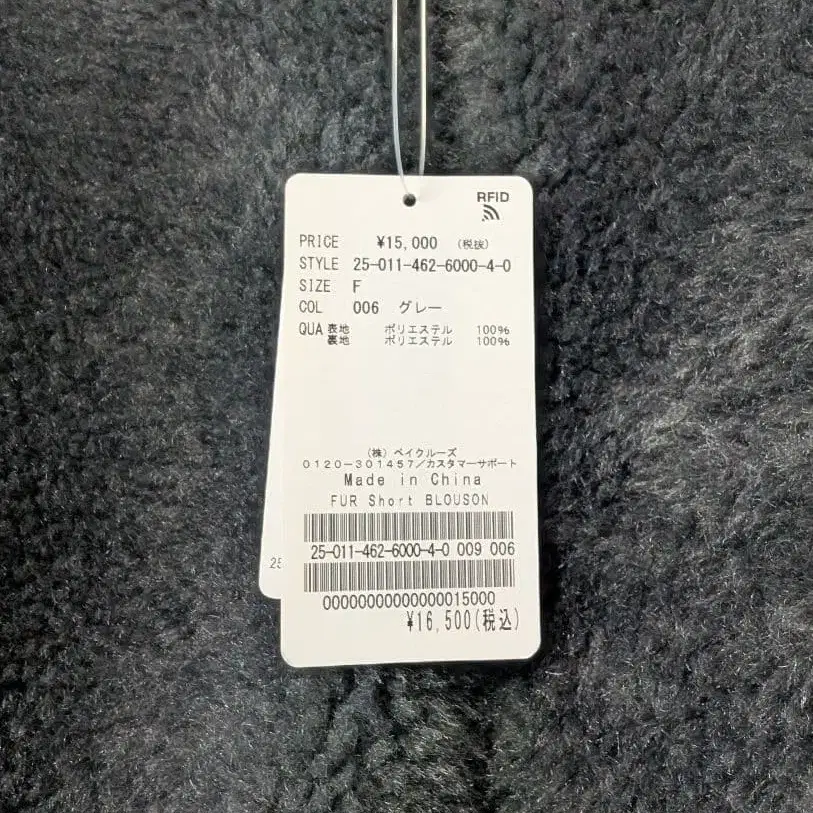 RFID
PRICE ¥15,000 (税抜)
STYLE 25-011-462-6000-4-0
SIZE F
COL 006 グレー
QUA 表地 ポリエステル 100%
裏地 ポリエステル 100%
(株) ベイクルーズ
0120-301457/カスタマーサポート
Made in China
FUR Short BLOUSON
25-011-462-6000-4-0 009 006
00000000000000015000
¥16,500(税込)
25